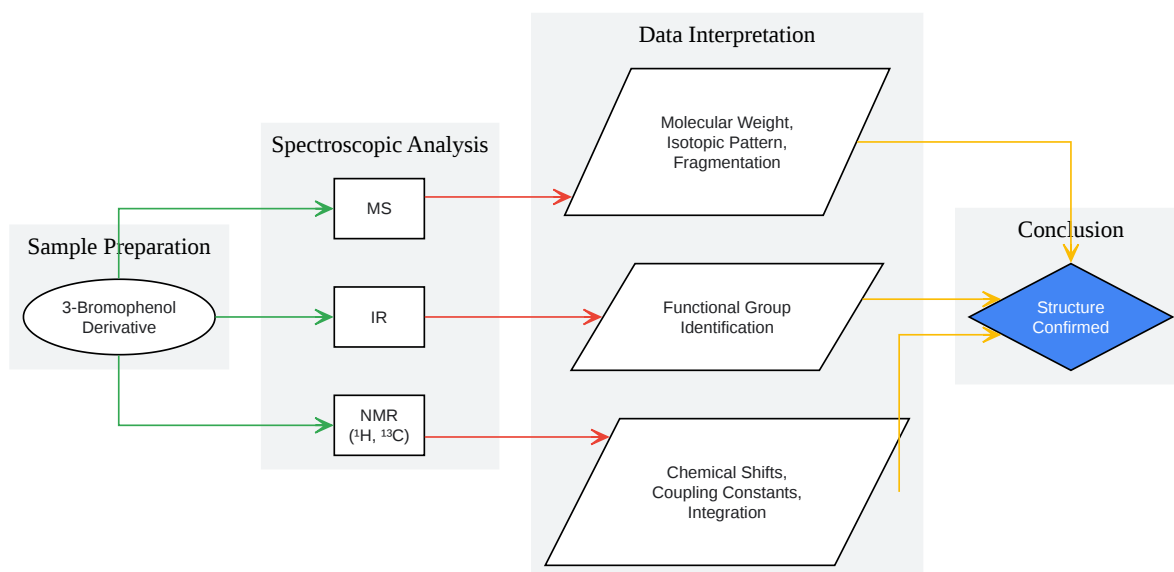 Sample Preparation
3-Bromophenol
Derivative
Spectroscopic Analysis
MS
IR
NMR
(¹H, ¹³C)
Data Interpretation
Molecular Weight,
Isotopic Pattern,
Fragmentation
Functional Group
Identification
Chemical Shifts,
Coupling Constants,
Integration
Conclusion
Structure
Confirmed